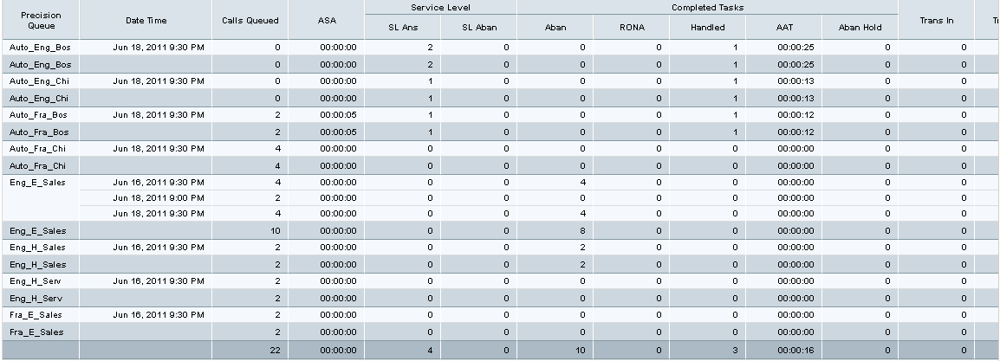 Service Level Completed Tasks
Precision Queue Date Time Calls Queued ASA SL Ans SL Aban Aban RONA Handled AAT Aban Hold Trans In
Auto_Eng_Bos Jun 18, 2011 9:30 PM 0 00:00:00 2 0 0 0 1 00:00:25 0 0
Auto_Eng_Bos 0 00:00:00 2 0 0 0 1 00:00:25 0 0
Auto_Eng_Chi Jun 18, 2011 9:30 PM 0 00:00:00 1 0 0 0 1 00:00:13 0 0
Auto_Eng_Chi 0 00:00:00 1 0 0 0 1 00:00:13 0 0
Auto_Fra_Bos Jun 18, 2011 9:30 PM 2 00:00:05 1 0 0 0 1 00:00:12 0 0
Auto_Fra_Bos 2 00:00:05 1 0 0 0 1 00:00:12 0 0
Auto_Fra_Chi Jun 18, 2011 9:30 PM 4 00:00:00 0 0 0 0 0 00:00:00 0 0
Auto_Fra_Chi 4 00:00:00 0 0 0 0 0 00:00:00 0 0
Eng_E_Sales Jun 16, 2011 9:30 PM 4 00:00:00 0 0 4 0 0 00:00:00 0 0
Jun 18, 2011 9:00 PM 2 00:00:00 0 0 0 0 0 00:00:00 0 0
Jun 18, 2011 9:30 PM 4 00:00:00 0 0 4 0 0 00:00:00 0 0
Eng_E_Sales 10 00:00:00 0 0 8 0 0 00:00:00 0 0
Eng_H_Sales Jun 16, 2011 9:30 PM 2 00:00:00 0 0 2 0 0 00:00:00 0 0
Eng_H_Sales 2 00:00:00 0 0 2 0 0 00:00:00 0 0
Eng_H_Serv Jun 16, 2011 9:30 PM 2 00:00:00 0 0 0 0 0 00:00:00 0 0
Eng_H_Serv 2 00:00:00 0 0 0 0 0 00:00:00 0 0
Fra_E_Sales Jun 16, 2011 9:30 PM 2 00:00:00 0 0 0 0 0 00:00:00 0 0
Fra_E_Sales 2 00:00:00 0 0 0 0 0 00:00:00 0 0
22 00:00:00 4 0 10 0 3 00:00:16 0 0